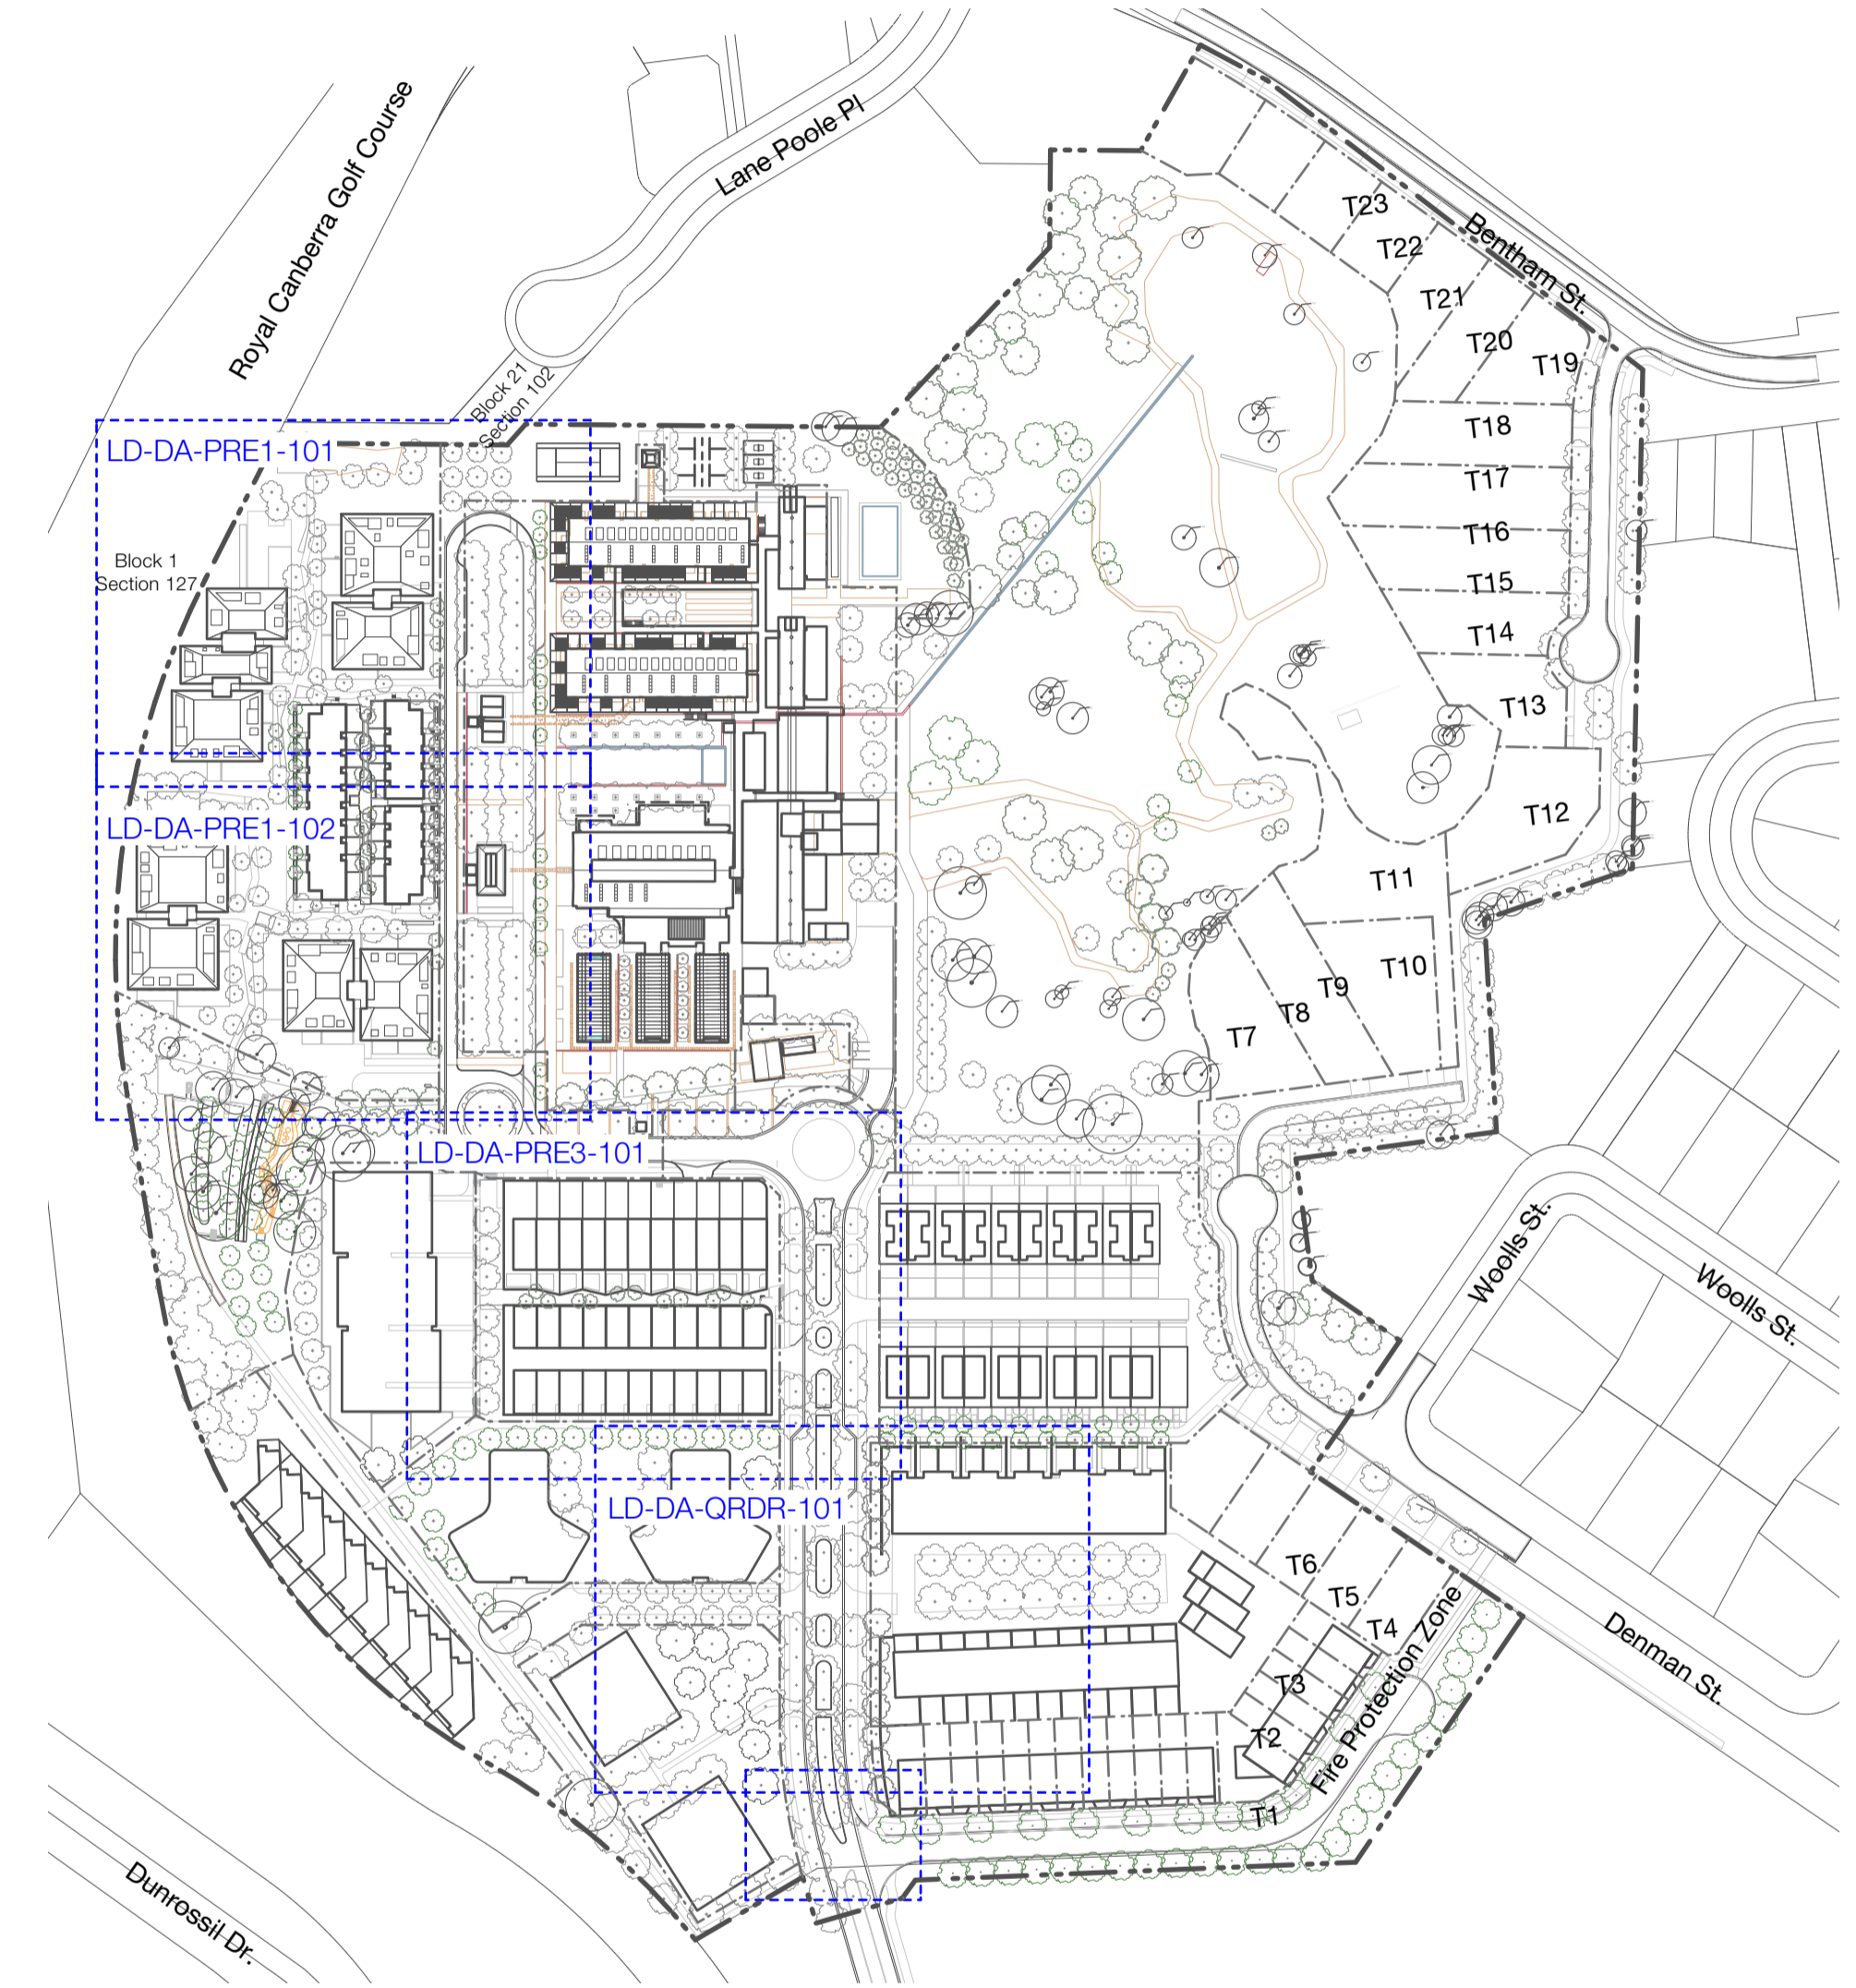 Royal Canberra Golf Course
Lane Poole Pl
Bentham St.
Block 21
Section 102
T23
T22
T21
T20
T19
T18
T17
T16
T15
T14
T13
T12
T11
T10
T9
T8
T7
LD-DA-PRE1-101
Block 1
Section 127
LD-DA-PRE1-102
LD-DA-PRE3-101
LD-DA-QRDR-101
Woolls St.
Woolls St.
T6
T5
T4
T3
T2
T1
Fire Protection Zone
Denman St.
Dunrossil Dr.